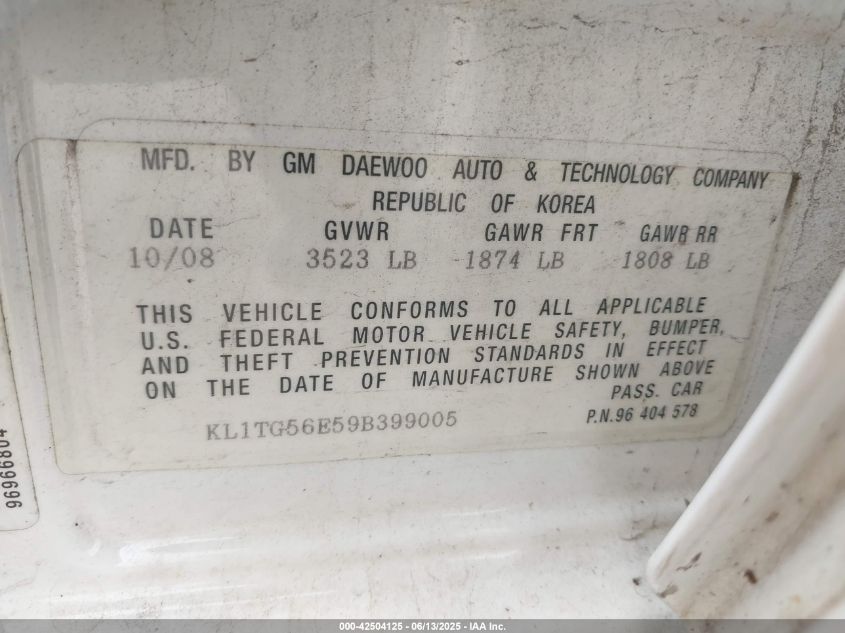 MFD. BY GM DAEWOO AUTO & TECHNOLOGY COMPANY
REPUBLIC OF KOREA
DATE GVWR GAWR FRT GAWR RR
10/08 3523 LB 1874 LB 1808 LB
THIS VEHICLE CONFORMS TO ALL APPLICABLE
U.S. FEDERAL MOTOR VEHICLE SAFETY, BUMPER,
AND THEFT PREVENTION STANDARDS IN EFFECT
ON THE DATE OF MANUFACTURE SHOWN ABOVE
PASS. CAR
KL1TG56E59B399005 P.N.96 404 578
96966804
000-42504125 - 06/13/2025 - IAA Inc.